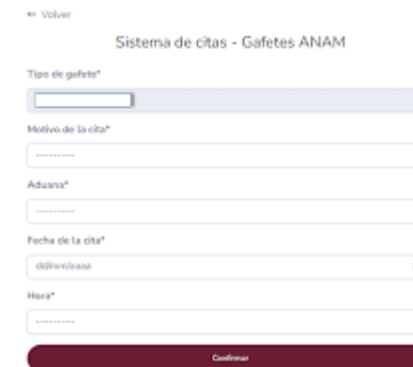 ← Volver
Sistema de citas - Gafetes ANAM
Tipo de gafete*
Motivo de la cita*
----------
Aduana*
----------
Fecha de la cita*
dd/mm/aaaa
Hora*
----------
Confirmar